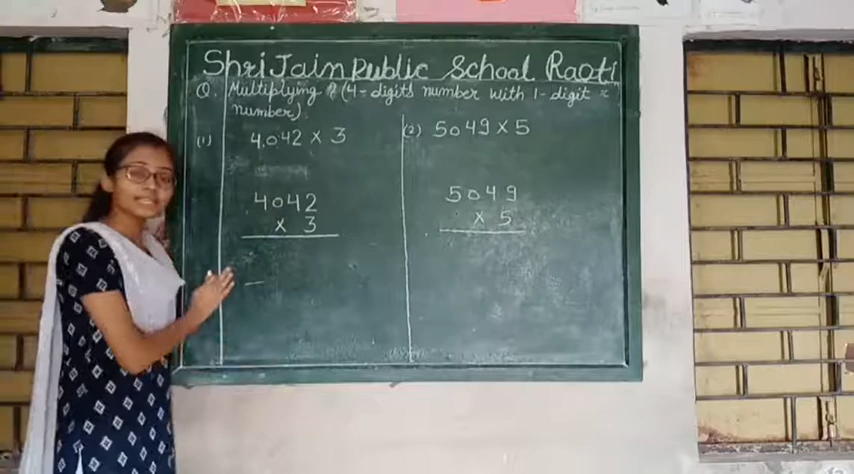 Shri Jain Public School Raoti
Q. Multiplying (4-digits number with 1-digit
number)
(1) 4,042 × 3
(2) 5049 × 5
4042
× 3
5049
× 5